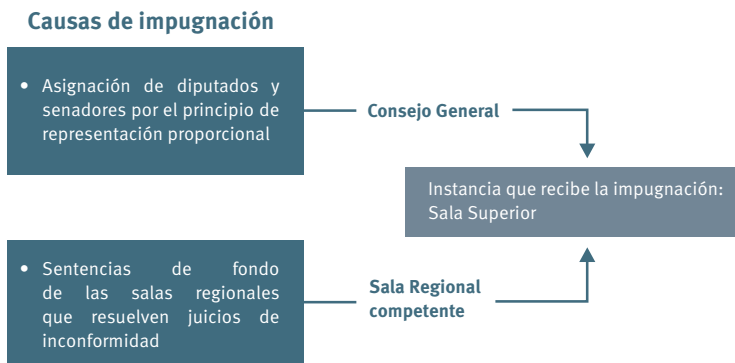 Causas de impugnación
• Asignación de diputados y
senadores por el principio de
representación proporcional
Consejo General
Instancia que recibe la impugnación:
Sala Superior
• Sentencias de fondo
de las salas regionales
que resuelven juicios de
inconformidad
Sala Regional
competente